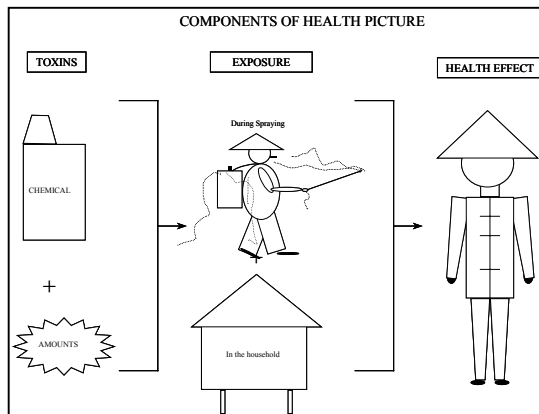 COMPONENTS OF HEALTH PICTURE
TOXINS
EXPOSURE
HEALTH EFFECT
During Spraying
CHEMICAL
+
+
AMOUNTS
In the household